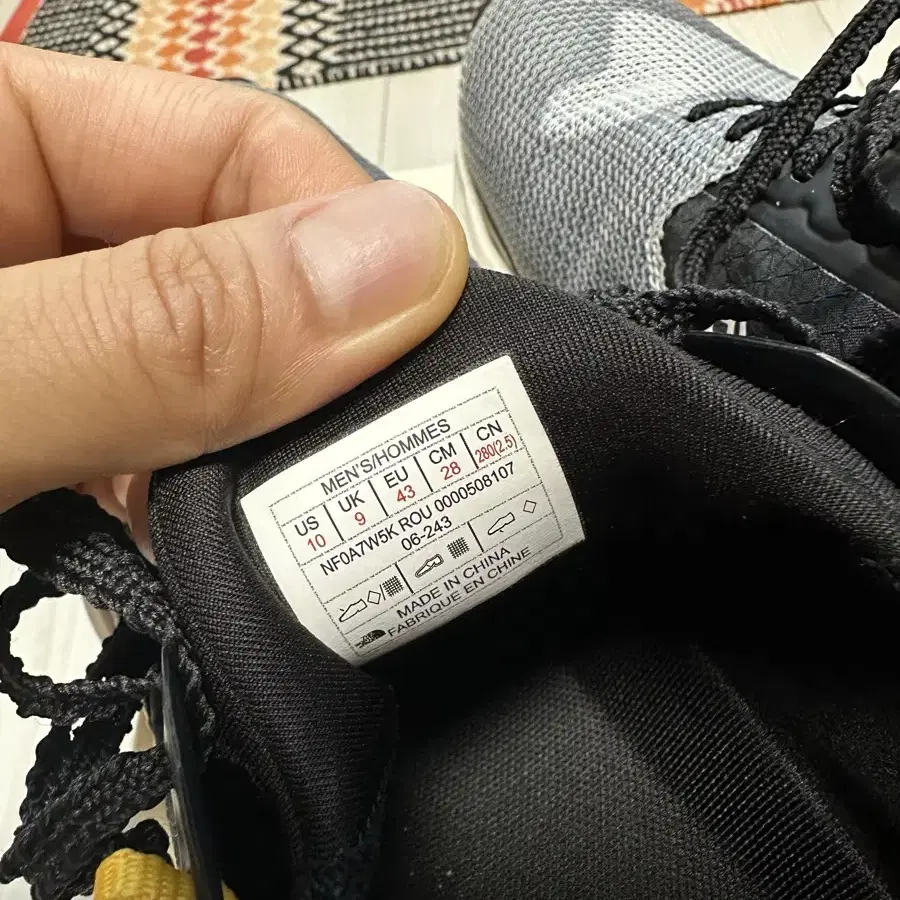 MEN'S/HOMMES
US UK EU CM CN
10 9 43 28 280(2.5)
NF0A7W5K ROU 0000508107
06-243
MADE IN CHINA
FABRIQUE EN CHINE